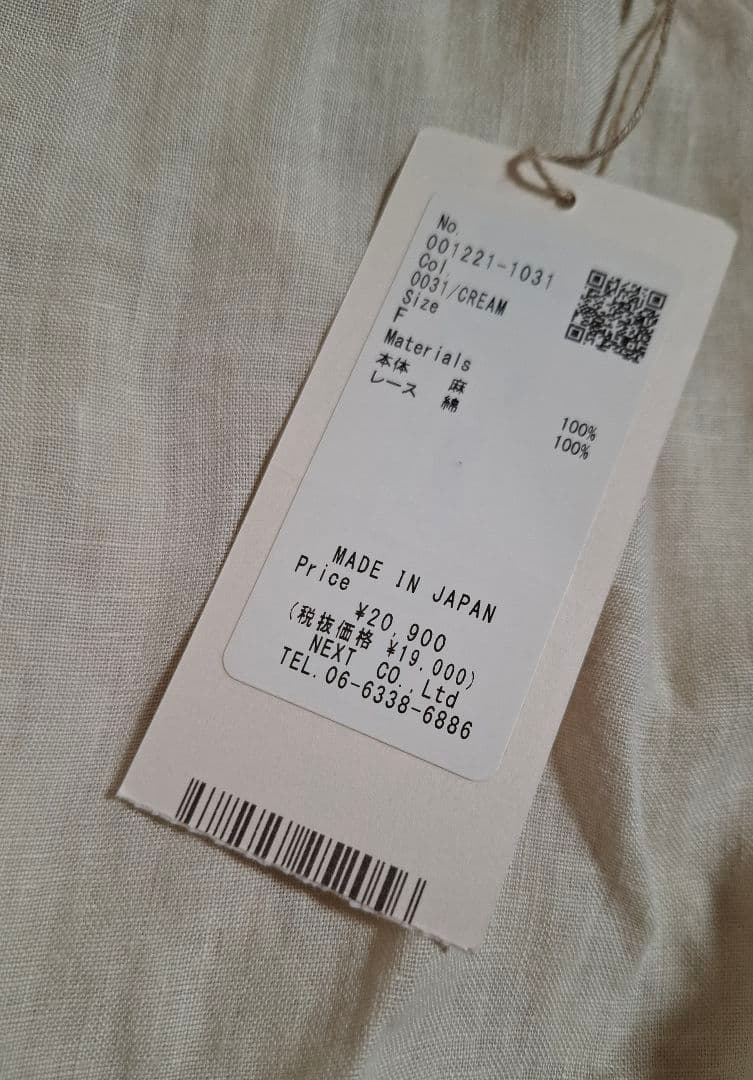 No.
001221-1031
Col.
0031/CREAM
Size
F
Materials
本体 麻 100%
レース 綿 100%
MADE IN JAPAN
Price
¥20,900
(税抜価格 ¥19,000)
NEXT CO.,Ltd
TEL.06-6338-6886